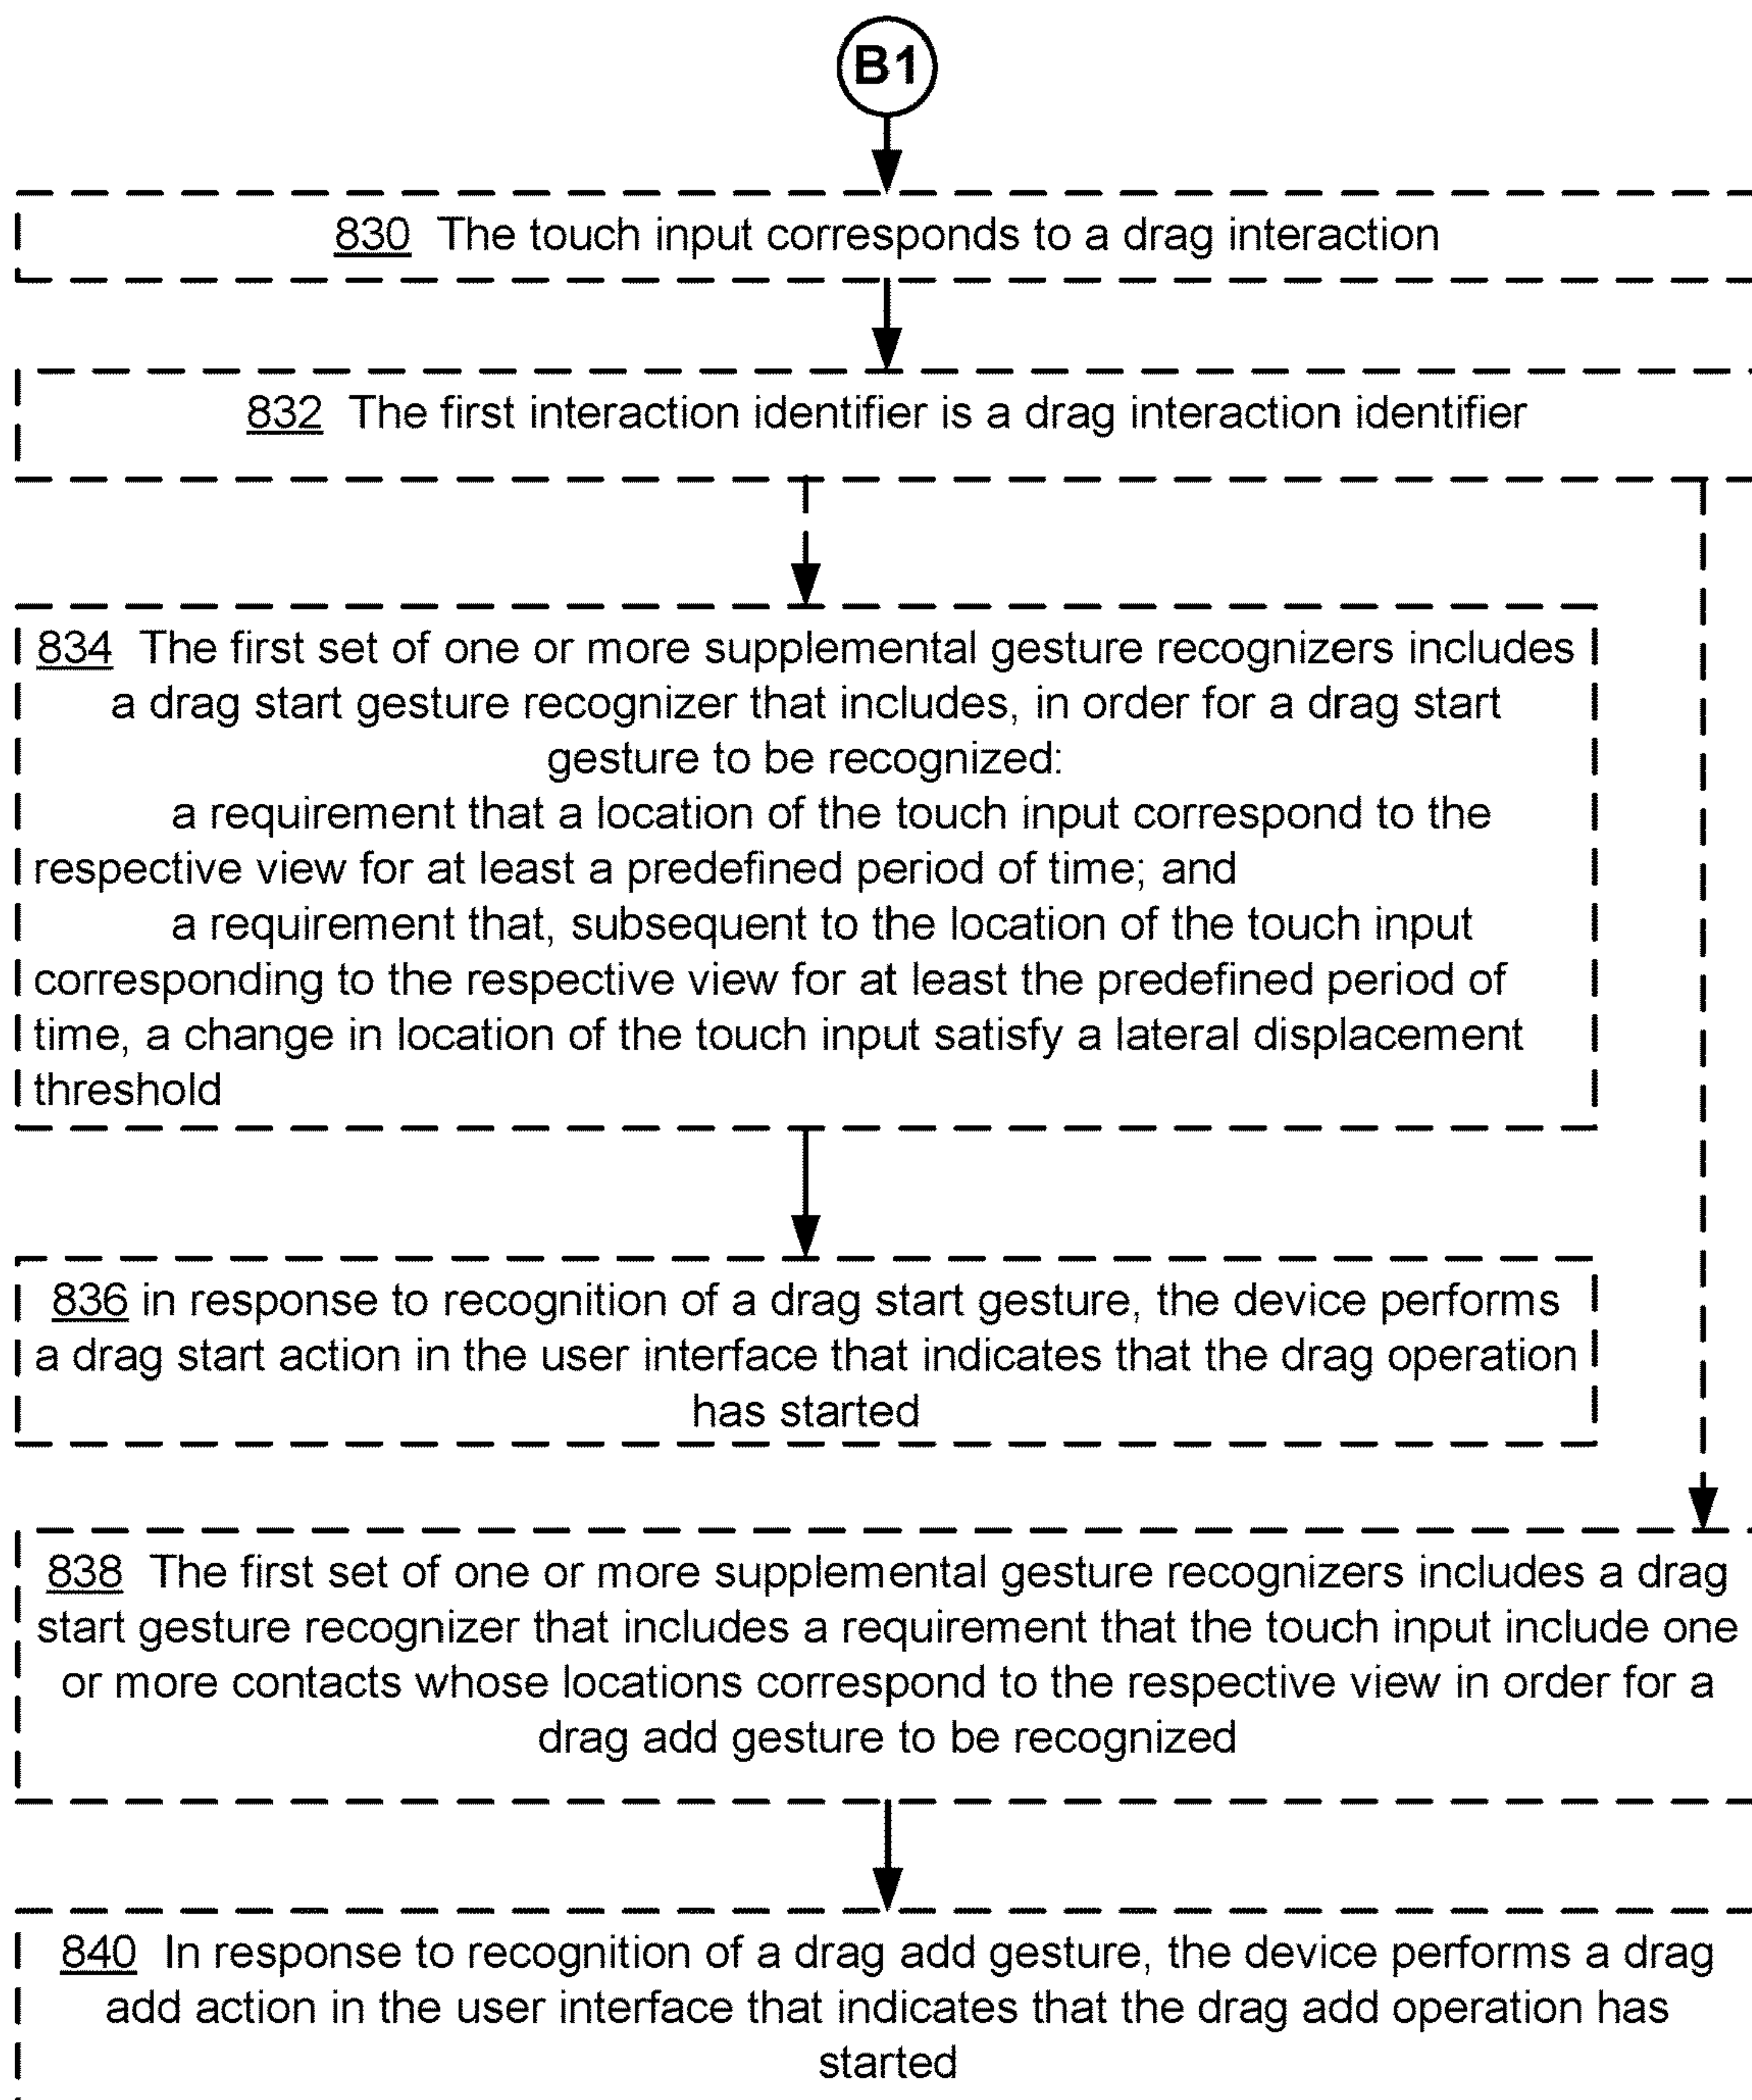 B1
830 The touch input corresponds to a drag interaction
832 The first interaction identifier is a drag interaction identifier
834 The first set of one or more supplemental gesture recognizers includes
a drag start gesture recognizer that includes, in order for a drag start
gesture to be recognized:
a requirement that a location of the touch input correspond to the
respective view for at least a predefined period of time; and
a requirement that, subsequent to the location of the touch input
corresponding to the respective view for at least the predefined period of
time, a change in location of the touch input satisfy a lateral displacement
threshold
836 in response to recognition of a drag start gesture, the device performs
a drag start action in the user interface that indicates that the drag operation
has started
838 The first set of one or more supplemental gesture recognizers includes a drag
start gesture recognizer that includes a requirement that the touch input include one
or more contacts whose locations correspond to the respective view in order for a
drag add gesture to be recognized
840 In response to recognition of a drag add gesture, the device performs a drag
add action in the user interface that indicates that the drag add operation has
started